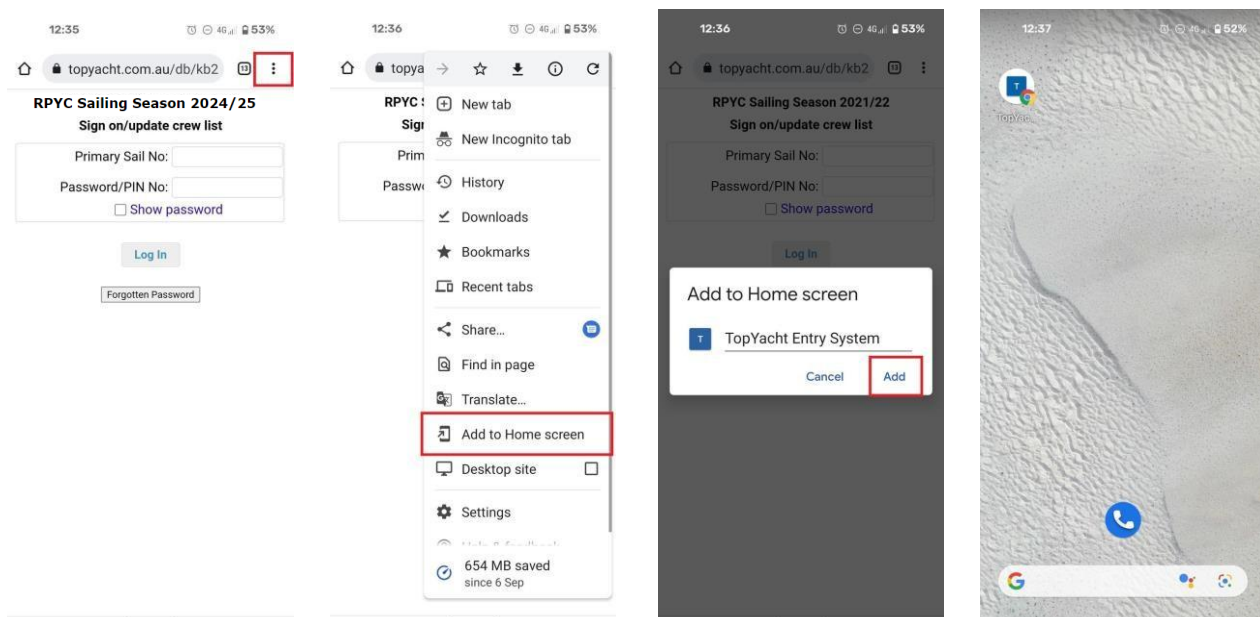 12:35
4G 53%
topyacht.com.au/db/kb2 13
RPYC Sailing Season 2024/25
Sign on/update crew list
Primary Sail No:
Password/PIN No:
Show password
Log In
Forgotten Password
12:36
4G 53%
topya
RPYC
Sign
Prim
Passw
New tab
New Incognito tab
History
Downloads
Bookmarks
Recent tabs
Share...
Find in page
Translate...
Add to Home screen
Desktop site
Settings
654 MB saved
since 6 Sep
12:36
4G 53%
topyacht.com.au/db/kb2 13
RPYC Sailing Season 2021/22
Sign on/update crew list
Primary Sail No:
Password/PIN No:
Show password
Log In
Add to Home screen
T TopYacht Entry System
Cancel Add
12:37
4G 52%
T
TopYac...
G